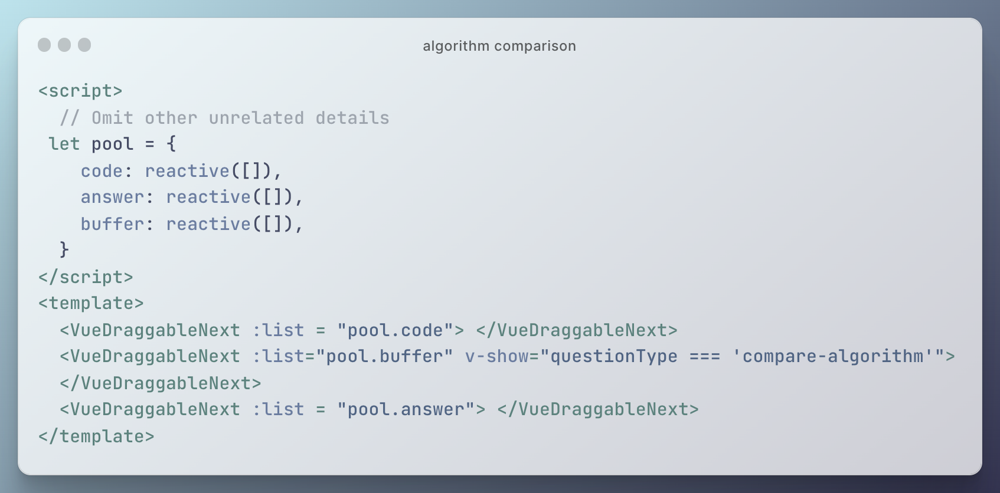 algorithm comparison
<script>
  // Omit other unrelated details
 let pool = {
    code: reactive([]),
    answer: reactive([]),
    buffer: reactive([]),
  }
</script>
<template>
  <VueDraggableNext :list = "pool.code"> </VueDraggableNext>
  <VueDraggableNext :list="pool.buffer" v-show="questionType === 'compare-algorithm'">
  </VueDraggableNext>
  <VueDraggableNext :list = "pool.answer"> </VueDraggableNext>
</template>